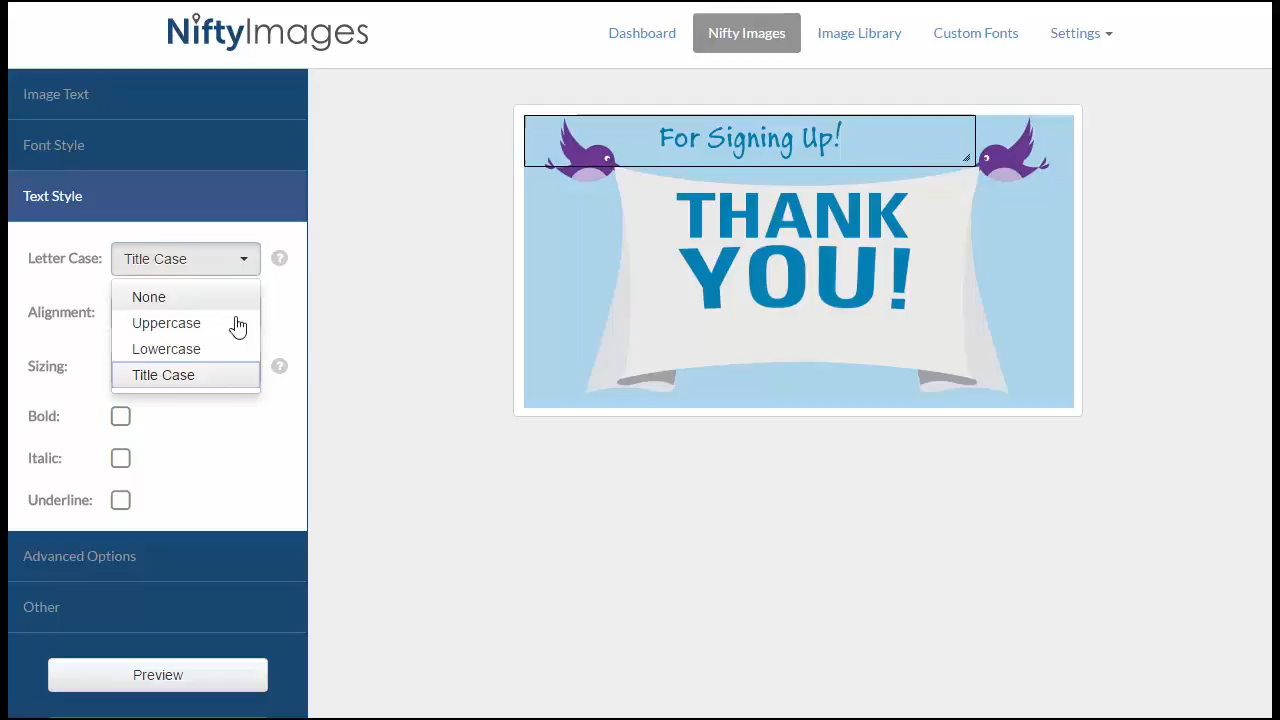 NiftyImages
Dashboard
Nifty Images
Image Library
Custom Fonts
Settings
Image Text
Font Style
Text Style
Letter Case:
Title Case
?
None
Uppercase
Lowercase
Title Case
Alignment:
Sizing:
?
Bold:
Italic:
Underline:
Advanced Options
Other
Preview
For Signing Up!
THANK
YOU!